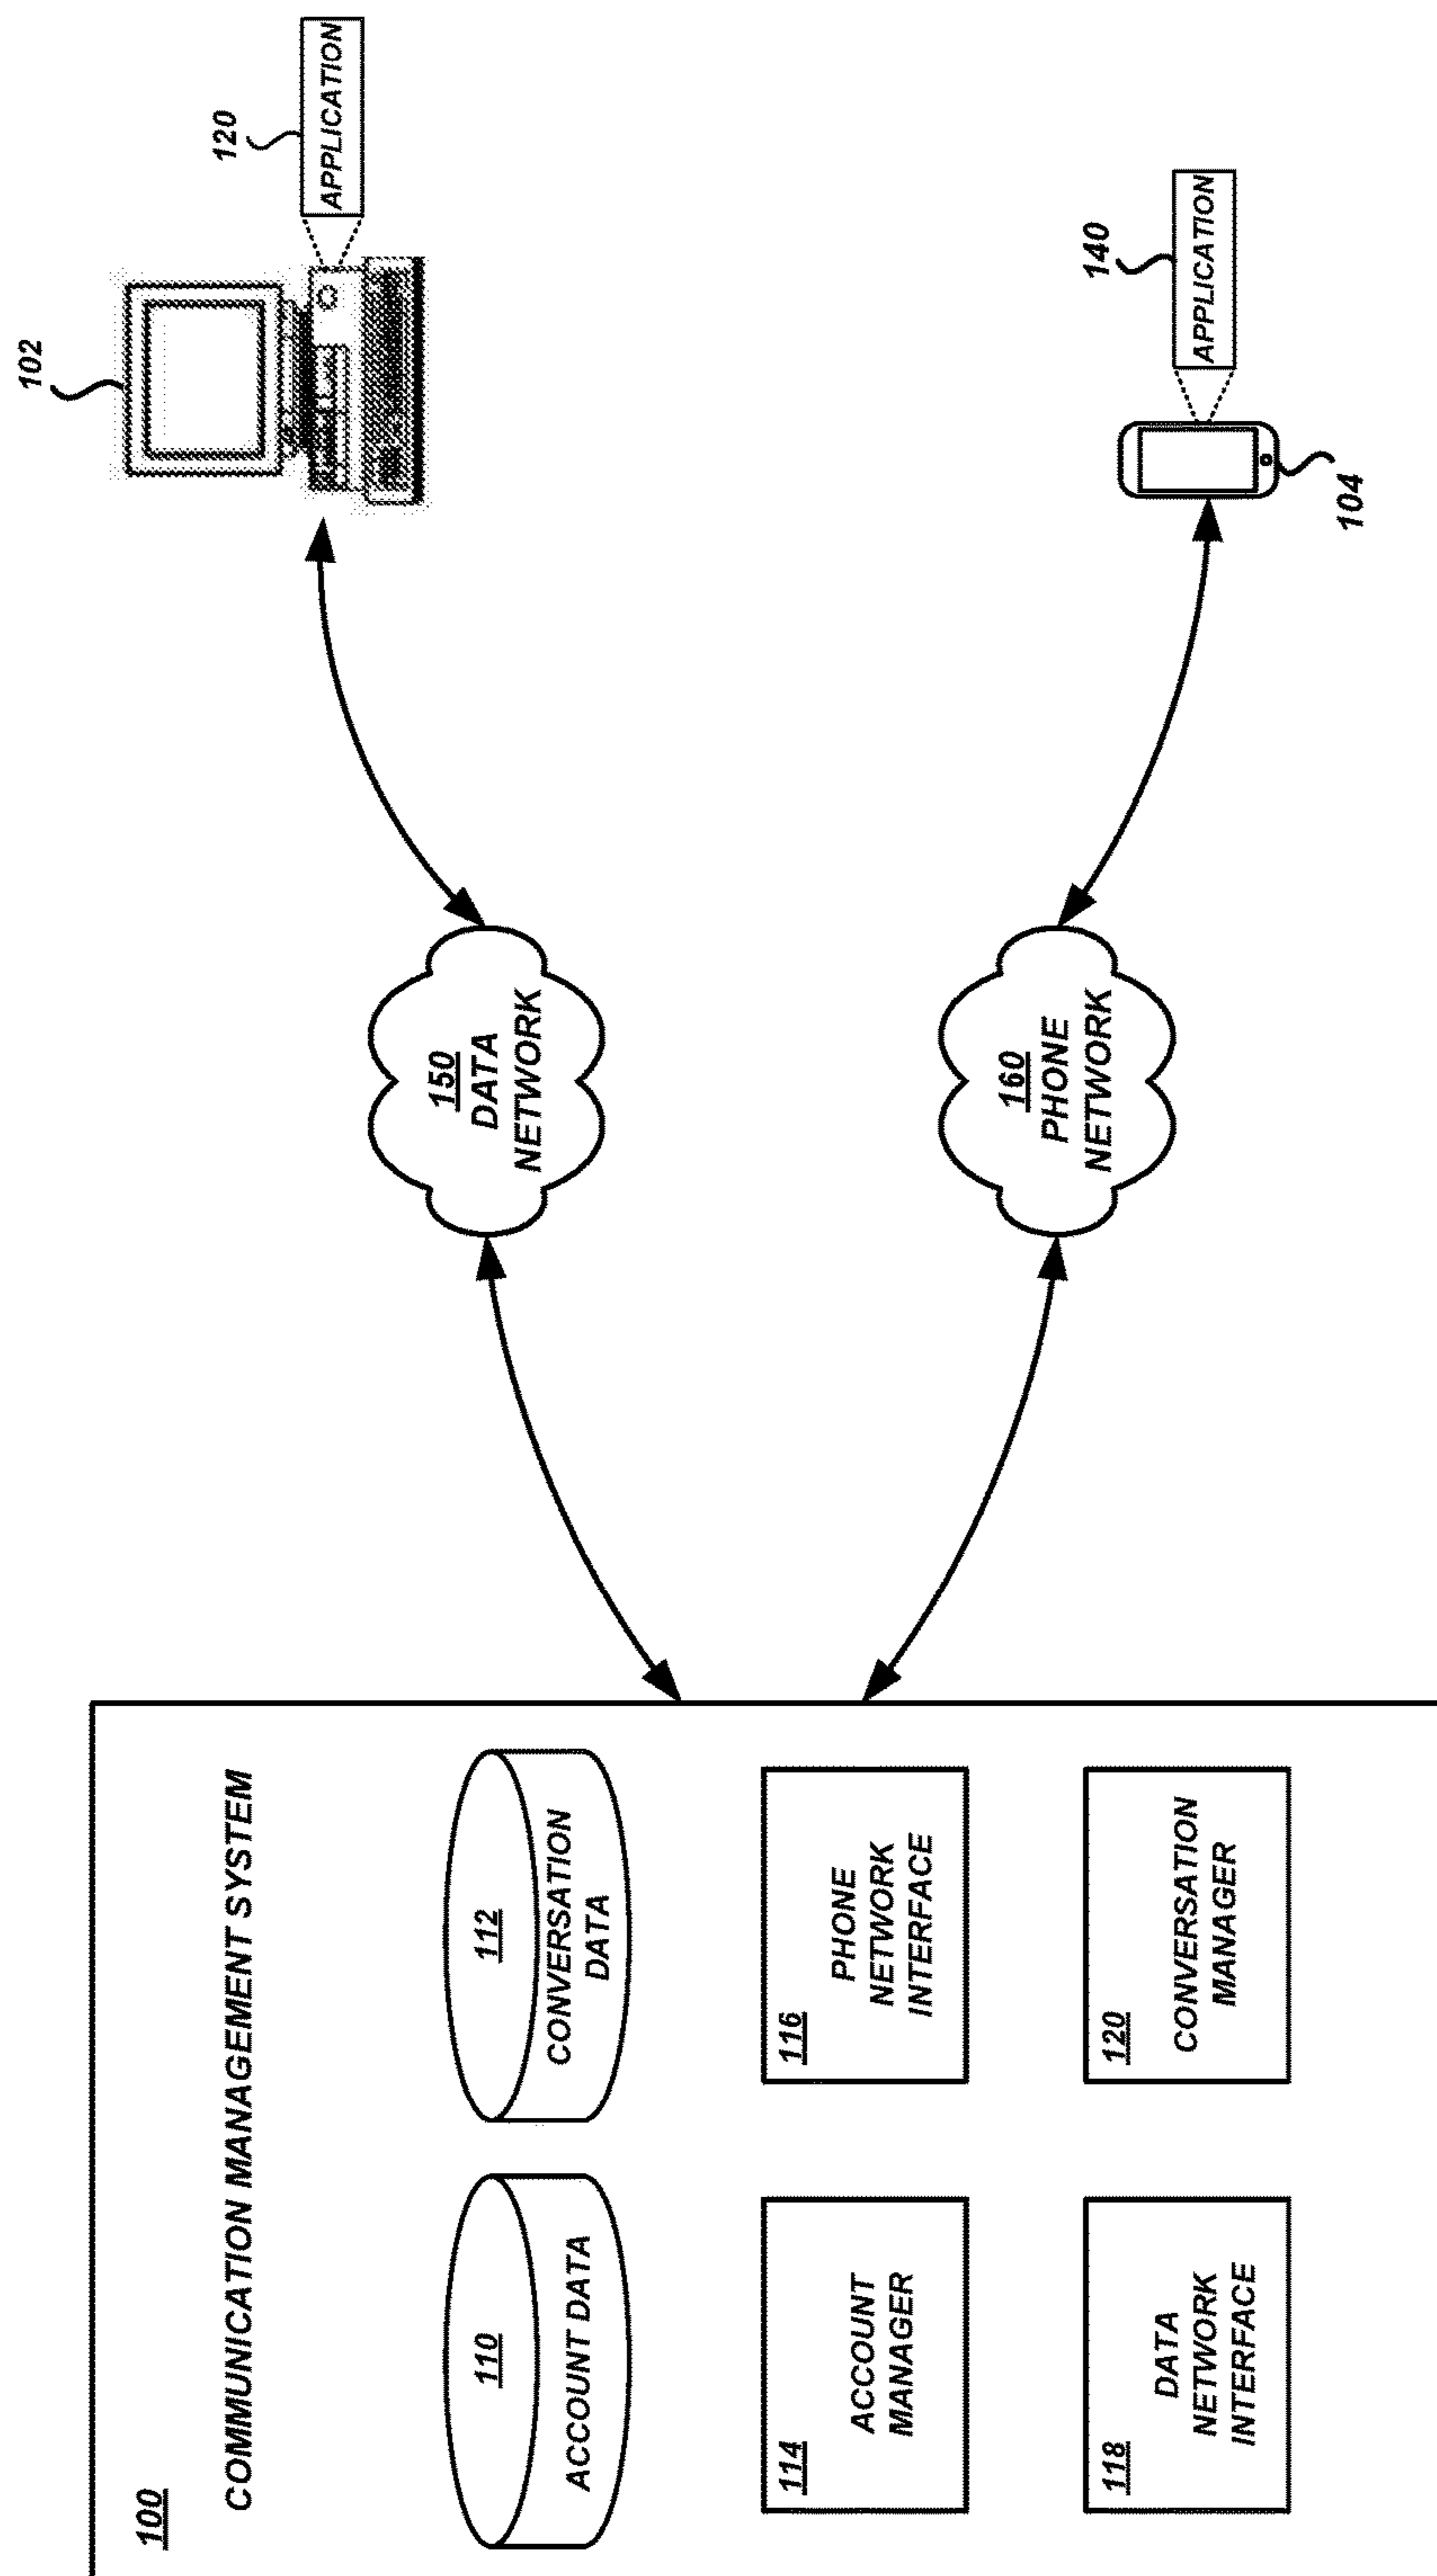 100
COMMUNICATION MANAGEMENT SYSTEM
110
ACCOUNT DATA
112
CONVERSATION
DATA
114
ACCOUNT
MANAGER
116
PHONE
NETWORK
INTERFACE
118
DATA
NETWORK
INTERFACE
120
CONVERSATION
MANAGER
150
DATA
NETWORK
160
PHONE
NETWORK
102
120
APPLICATION
104
140
APPLICATION